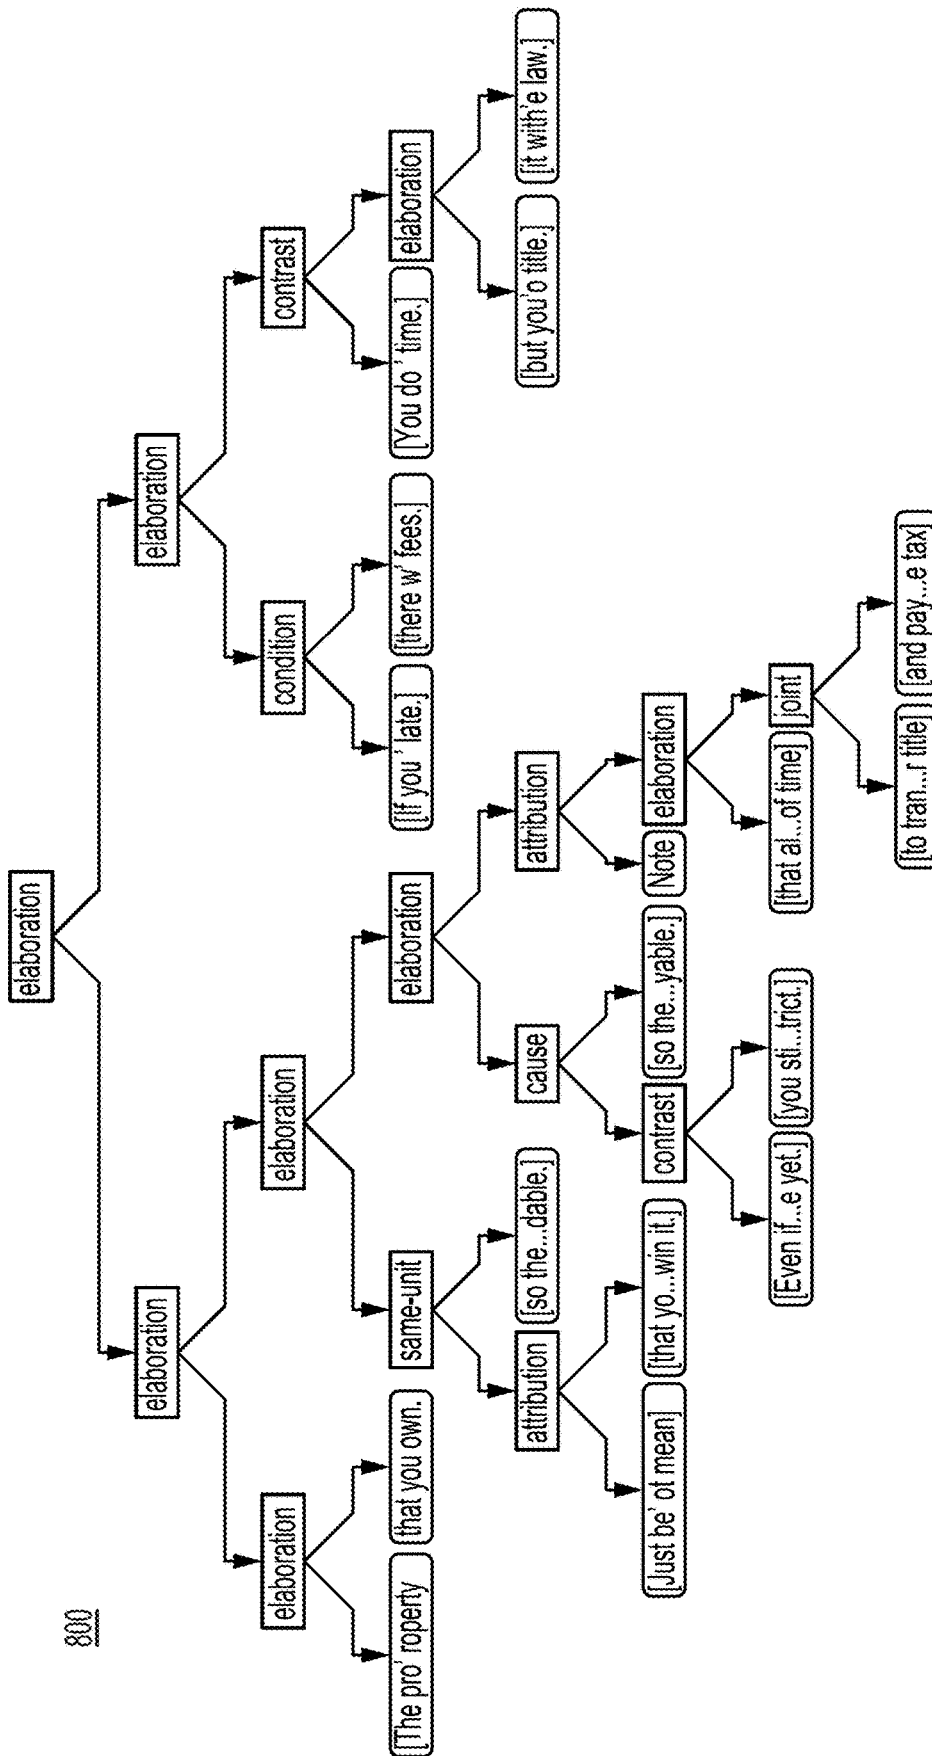 800
elaboration
elaboration
elaboration
elaboration
elaboration
condition
contrast
[The pro' roperty
that you own.
same-unit
elaboration
[If you ' late.]
[there w' fees.]
[You do ' time.]
elaboration
attribution
[so the...dable.]
cause
attribution
[but you'o title.]
[it with'e law.]
[Just be' ot mean]
[that yo...win it.]
contrast
[so the...yable.]
Note
elaboration
[Even if...e yet.]
[you sti...trict.]
[that al...of time]
joint
[to tran...r title]
[and pay...e tax]